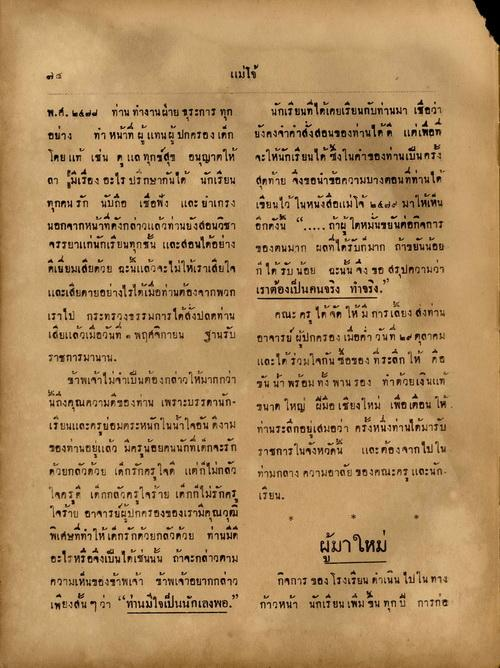 ๗๔
แม่โจ้
พ.ศ. ๒๔๗๗ ท่านทำงานฝ่ายธุระการ ทุก
อย่าง ทำหน้าที่ผู้แทนผู้ปกครองเด็ก
โดยแท้ เช่น ดูแลทุกข์สุข อนุญาตให้
ลา มีเรื่องอะไรปรึกษากันได้ นักเรียน
ทุกคนรัก นับถือ เชื่อฟัง และยำเกรง
นอกจากหน้าที่ดังกล่าวแล้วท่านยังสอนวิชา
จรรยาแก่นักเรียนทุกชั้น และสอนได้อย่าง
ดีเยี่ยมเสียด้วย ฉะนั้นแล้วจะไม่ให้เราเสียใจ
และเสียดายอย่างไรได้เมื่อท่านต้องจากพวก
เราไป กระทรวงธรรมการได้สั่งปลดท่าน
เสียแล้วเมื่อวันที่ ๑ พฤศจิกายน ฐานรับ
ราชการมานาน.
ข้าพเจ้าไม่จำเป็นต้องกล่าวให้มากกว่า
นี้ถึงคุณความดีของท่าน เพราะบรรดานัก-
เรียนและครูย่อมตระหนักในน้ำใจอันดีงาม
ของท่านอยู่แล้ว มีครูน้อยคนนักที่เด็กจะรัก
ด้วยกลัวด้วย เด็กรักครูใจดี แต่ก็ไม่กลัว
ใจครูดี เด็กกลัวครูใจร้าย เด็กก็ไม่รักครู
ใจร้าย อาจารย์ผู้ปกครองของเรามีคุณวุฒิ
พิเศษที่ทำให้เด็กรักด้วยกลัวด้วย ท่านมีดี
อะไรหรือจึงเป็นได้เช่นนั้น ถ้าจะกล่าวตาม
ความเห็นของข้าพเจ้า ข้าพเจ้าอยากกล่าว
เพียงสั้น ๆ ว่า “ท่านมีใจเป็นนักเลงพอ.”
นักเรียนที่ได้เคยเรียนกับท่านมา เชื่อว่า
ยังคงจำคำสั่งสอนของท่านได้ดี แต่เพื่อที่
จะให้นักเรียนได้ซึ้งในคำของท่านเป็นครั้ง
สุดท้าย จึงขอนำข้อความบางตอนที่ท่านได้
เขียนไว้ในหนังสือแม่โจ้ ๒๔๗๙ มาให้เห็น
อีกดังนี้ “.....ถ้าผู้ใดหมั่นขยันต่อกิจการ
ของตนมาก ผลที่ได้รับก็มาก ถ้าขยันน้อย
ก็ได้รับน้อย ฉะนั้นจึงขอสรุปความว่า
เราต้องเป็นคนจริง ทำจริง.”
คณะครูได้จัดให้มีการเลี้ยงส่งท่าน
อาจารย์ผู้ปกครองเมื่อค่ำวันที่ ๒๙ ตุลาคม
และได้ร่วมใจกันซื้อของที่ระลึกให้ คือ
ขันน้ำพร้อมทั้งพานรอง ทำด้วยเงินแท้
ขนาดใหญ่ ฝีมือเชียงใหม่ เพื่อเตือนให้
ท่านระลึกอยู่เสมอว่า ครั้งหนึ่งท่านได้มารับ
ราชการในจังหวัดนี้ และต้องจากไปใน
ท่ามกลางความอาลัยของคณะครูและนัก-
เรียน.
* * *
ผู้มาใหม่
กิจการของโรงเรียนดำเนินไปในทาง
ก้าวหน้า นักเรียนเพิ่มขึ้นทุกปี การก่อ